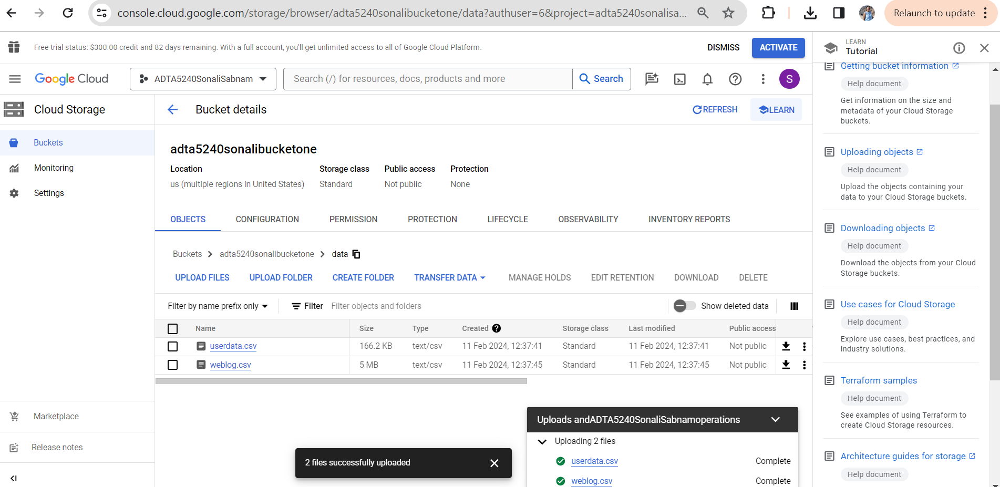 console.cloud.google.com/storage/browser/adta5240sonalibucketone/data?authuser=6&project=adta5240sonalisa...
Relaunch to update
Free trial status: $300.00 credit and 82 days remaining. With a full account, you'll get unlimited access to all of Google Cloud Platform.
DISMISS
ACTIVATE
Google Cloud
ADTA5240SonaliSabnam
Search (/) for resources, docs, products and more
Search
S
Cloud Storage
Buckets
Monitoring
Settings
Marketplace
Release notes
Bucket details
REFRESH
LEARN
adta5240sonalibucketone
Location Storage class Public access Protection
us (multiple regions in United States) Standard Not public None
OBJECTS CONFIGURATION PERMISSION PROTECTION LIFECYCLE OBSERVABILITY INVENTORY REPORTS
Buckets > adta5240sonalibucketone > data
UPLOAD FILES UPLOAD FOLDER CREATE FOLDER TRANSFER DATA MANAGE HOLDS EDIT RETENTION DOWNLOAD DELETE
Filter by name prefix only Filter Filter objects and folders Show deleted data
Name Size Type Created Storage class Last modified Public access
userdata.csv 166.2 KB text/csv 11 Feb 2024, 12:37:41 Standard 11 Feb 2024, 12:37:41 Not public
weblog.csv 5 MB text/csv 11 Feb 2024, 12:37:45 Standard 11 Feb 2024, 12:37:45 Not public
2 files successfully uploaded
Uploads andADTA5240SonaliSabnamoperations
Uploading 2 files
userdata.csv Complete
weblog.csv Complete
LEARN
Tutorial
Getting bucket information
Help document
Get information on the size and
metadata of your Cloud Storage
buckets.
Uploading objects
Help document
Upload the objects containing your
data to your Cloud Storage buckets.
Downloading objects
Help document
Download the objects from your Cloud
Storage buckets.
Use cases for Cloud Storage
Help document
Explore use cases, best practices, and
industry solutions.
Terraform samples
Help document
See examples of using Terraform to
create Cloud Storage resources.
Architecture guides for storage
Help document